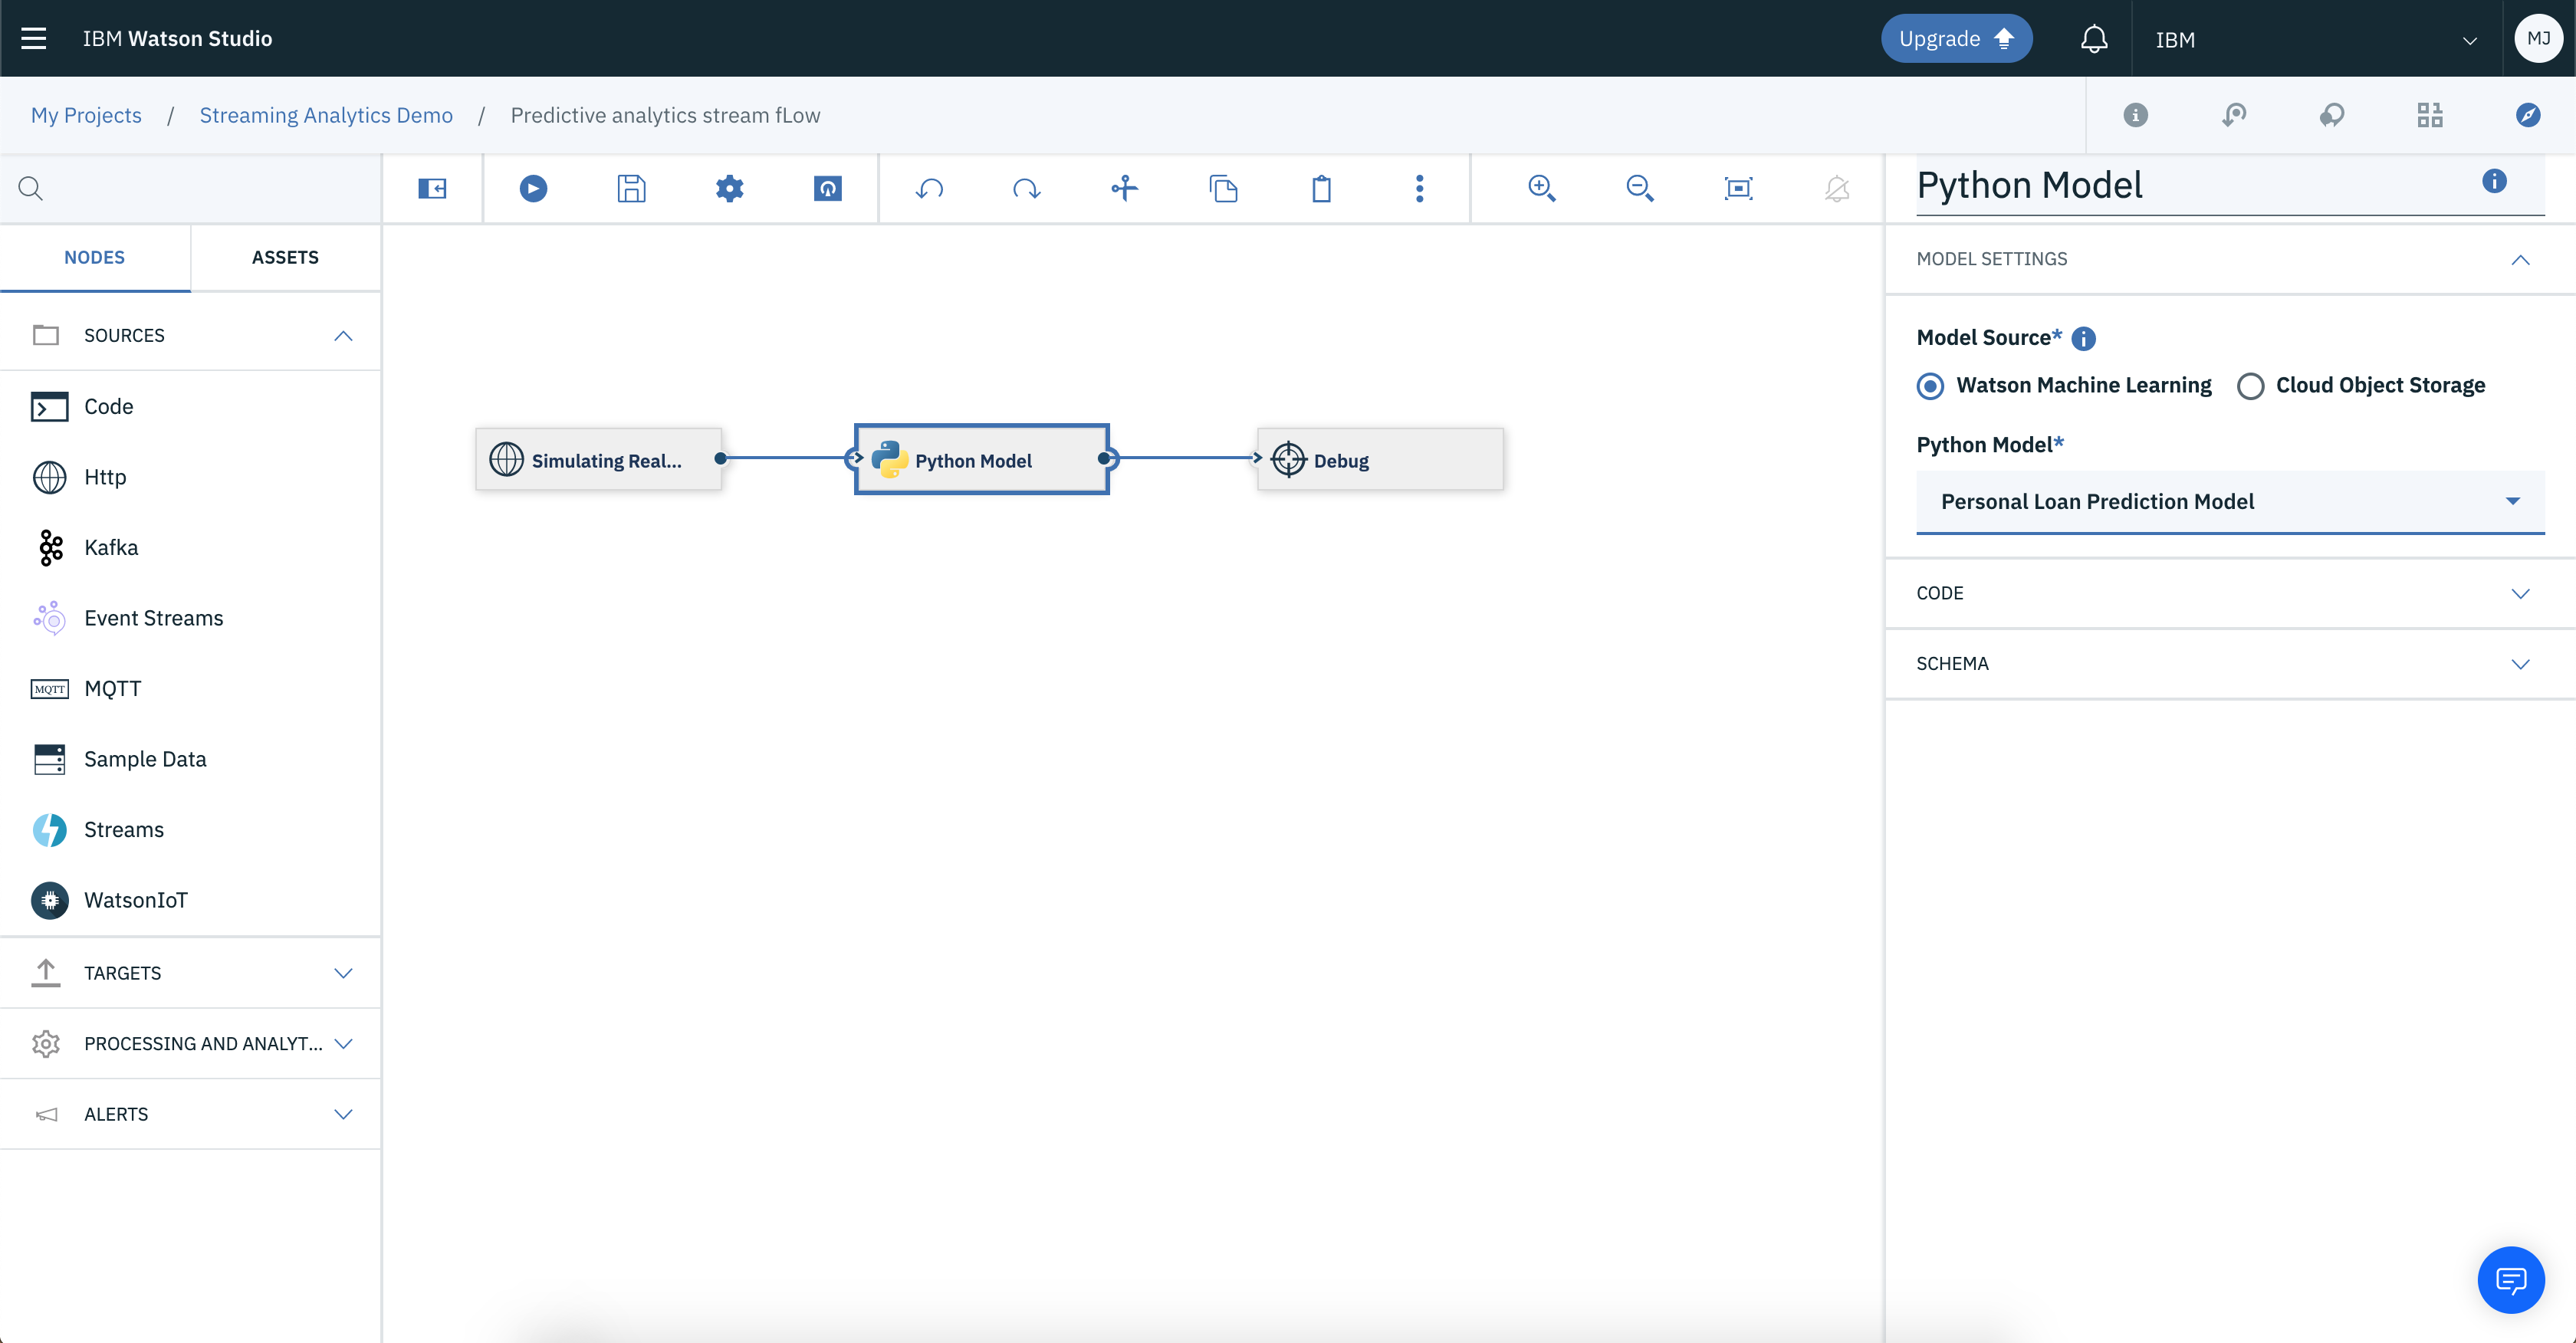 IBM Watson Studio
Upgrade
IBM
MJ
My Projects / Streaming Analytics Demo / Predictive analytics stream fLow
Python Model
NODES
ASSETS
MODEL SETTINGS
SOURCES
Model Source*
Code
Watson Machine Learning
Cloud Object Storage
Python Model*
Simulating Real...
Python Model
Debug
Http
Personal Loan Prediction Model
Kafka
CODE
Event Streams
SCHEMA
MQTT MQTT
Sample Data
Streams
WatsonIoT
TARGETS
PROCESSING AND ANALYT...
ALERTS